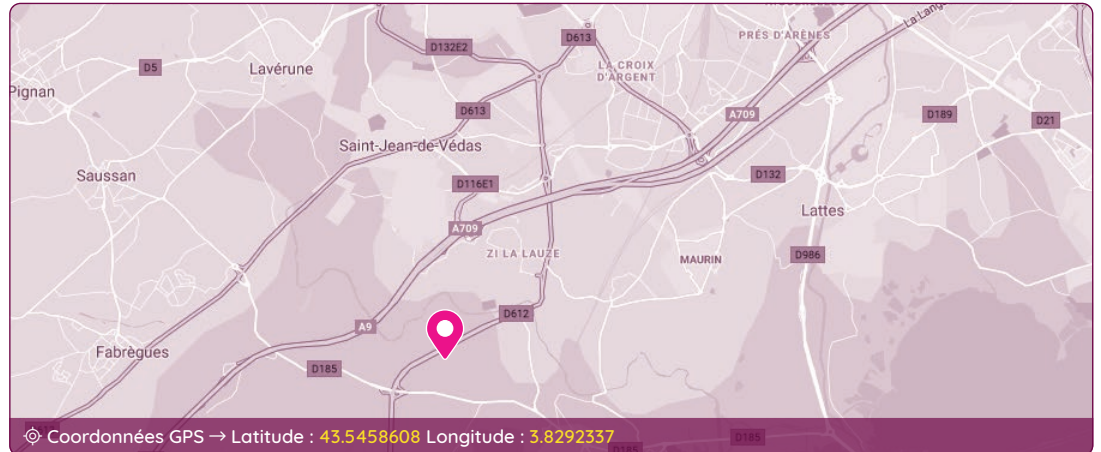 PRÉS D'ARÈNES
La Lang
D613
D132E2
LA CROIX
D'ARGENT
D5
Lavérune
Pignan
D613
A709
D189
D21
Saint-Jean-de-Védas
Saussan
D116E1
D132
Lattes
A709
ZI LA LAUZE
MAURIN
D986
D612
A9
Fabrègues
D185
D185
D185
Coordonnées GPS → Latitude : 43.5458608 Longitude : 3.8292337